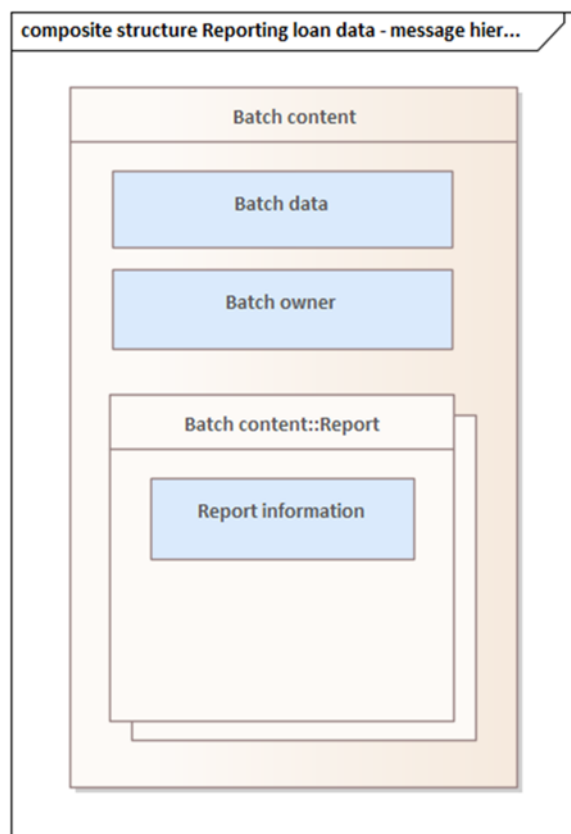 composite structure Reporting loan data - message hier...
Batch content
Batch data
Batch owner
Batch content::Report
Report information